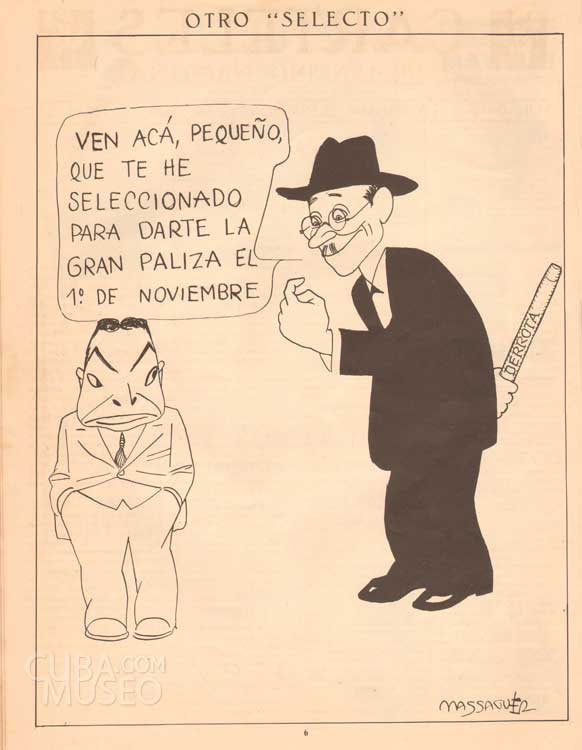 OTRO "SELECTO"
VEN ACÁ, PEQUEÑO,
QUE TE HE
SELECCIONADO
PARA DARTE LA
GRAN PALIZA EL
1º DE NOVIEMBRE
DERROTA
CUBA.COM
MUSEO
MASSAGUER
6